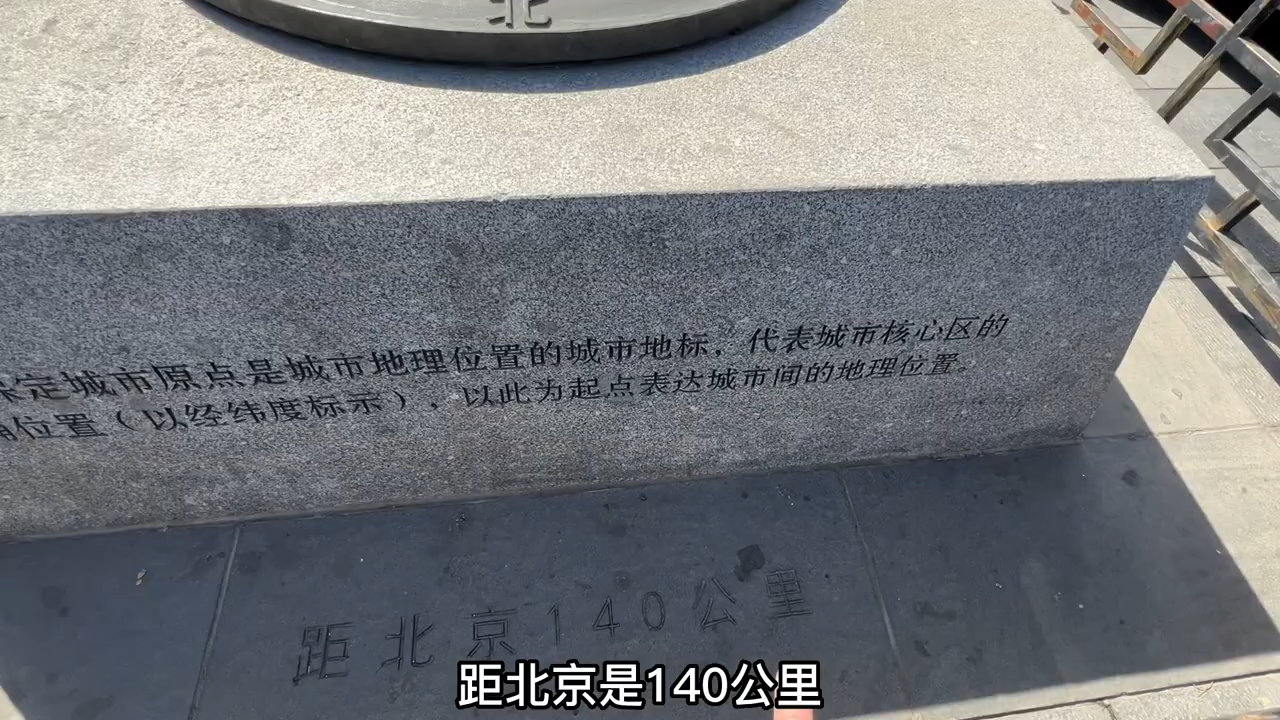 北
保定城市原点是城市地理位置的城市地标，代表城市核心区的
位置（以经纬度标示），以此为起点表达城市间的地理位置。
距北京140公里
距北京是140公里